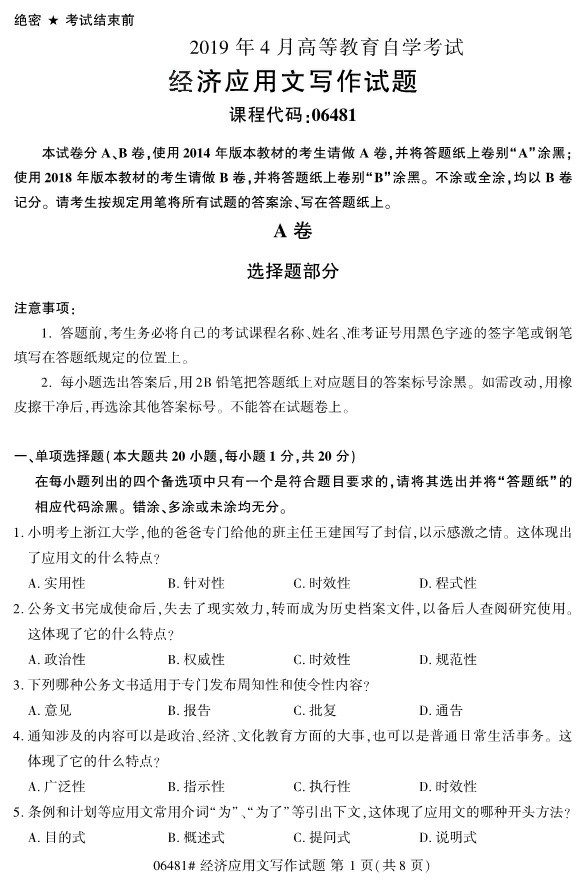 绝密 ★ 考试结束前
2019 年 4 月高等教育自学考试
经济应用文写作试题
课程代码:06481
本试卷分 A、B 卷,使用 2014 年版本教材的考生请做 A 卷,并将答题纸上卷别“A”涂黑;
使用 2018 年版本教材的考生请做 B 卷,并将答题纸上卷别“B”涂黑。不涂或全涂,均以 B 卷
记分。请考生按规定用笔将所有试题的答案涂、写在答题纸上。
A 卷
选择题部分
注意事项:
1. 答题前,考生务必将自己的考试课程名称、姓名、准考证号用黑色字迹的签字笔或钢笔
填写在答题纸规定的位置上。
2. 每小题选出答案后,用 2B 铅笔把答题纸上对应题目的答案标号涂黑。如需改动,用橡
皮擦干净后,再选涂其他答案标号。不能答在试题卷上。
一、单项选择题(本大题共 20 小题,每小题 1 分,共 20 分)
在每小题列出的四个备选项中只有一个是符合题目要求的,请将其选出并将“答题纸”的
相应代码涂黑。错涂、多涂或未涂均无分。
1. 小明考上浙江大学,他的爸爸专门给他的班主任王建国写了封信,以示感激之情。这体现出
了应用文的什么特点?
A. 实用性 B. 针对性 C. 时效性 D. 程式性
2. 公务文书完成使命后,失去了现实效力,转而成为历史档案文件,以备后人查阅研究使用。
这体现了它的什么特点?
A. 政治性 B. 权威性 C. 时效性 D. 规范性
3. 下列哪种公务文书适用于专门发布周知性和使令性内容?
A. 意见 B. 报告 C. 批复 D. 通告
4. 通知涉及的内容可以是政治、经济、文化教育方面的大事,也可以是普通日常生活事务。这
体现了它的什么特点?
A. 广泛性 B. 指示性 C. 执行性 D. 时效性
5. 条例和计划等应用文常用介词“为”、“为了”等引出下文,这体现了应用文的哪种开头方法?
A. 目的式 B. 概述式 C. 提问式 D. 说明式
06481# 经济应用文写作试题 第 1 页(共 8 页)